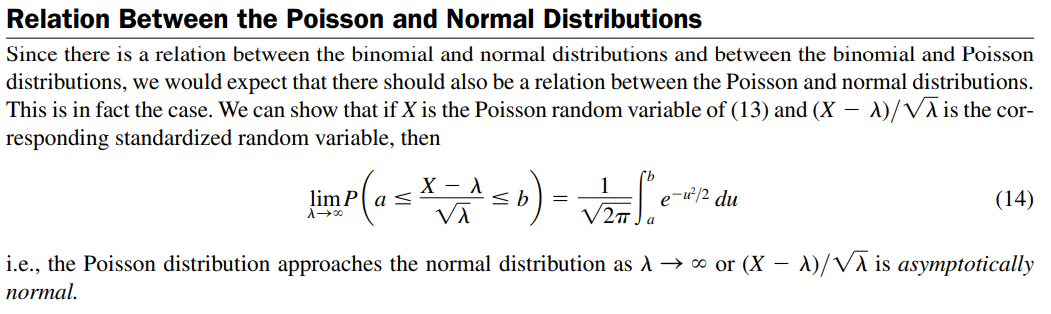 Relation Between the Poisson and Normal Distributions
Since there is a relation between the binomial and normal distributions and between the binomial and Poisson
distributions, we would expect that there should also be a relation between the Poisson and normal distributions.
This is in fact the case. We can show that if X is the Poisson random variable of (13) and (X − λ)/√λ is the cor-
responding standardized random variable, then
lim_{λ→∞} P(a ≤ (X − λ)/√λ ≤ b) = 1/√(2π) ∫_a^b e^{−u²/2} du (14)
i.e., the Poisson distribution approaches the normal distribution as λ → ∞ or (X − λ)/√λ is asymptotically
normal.